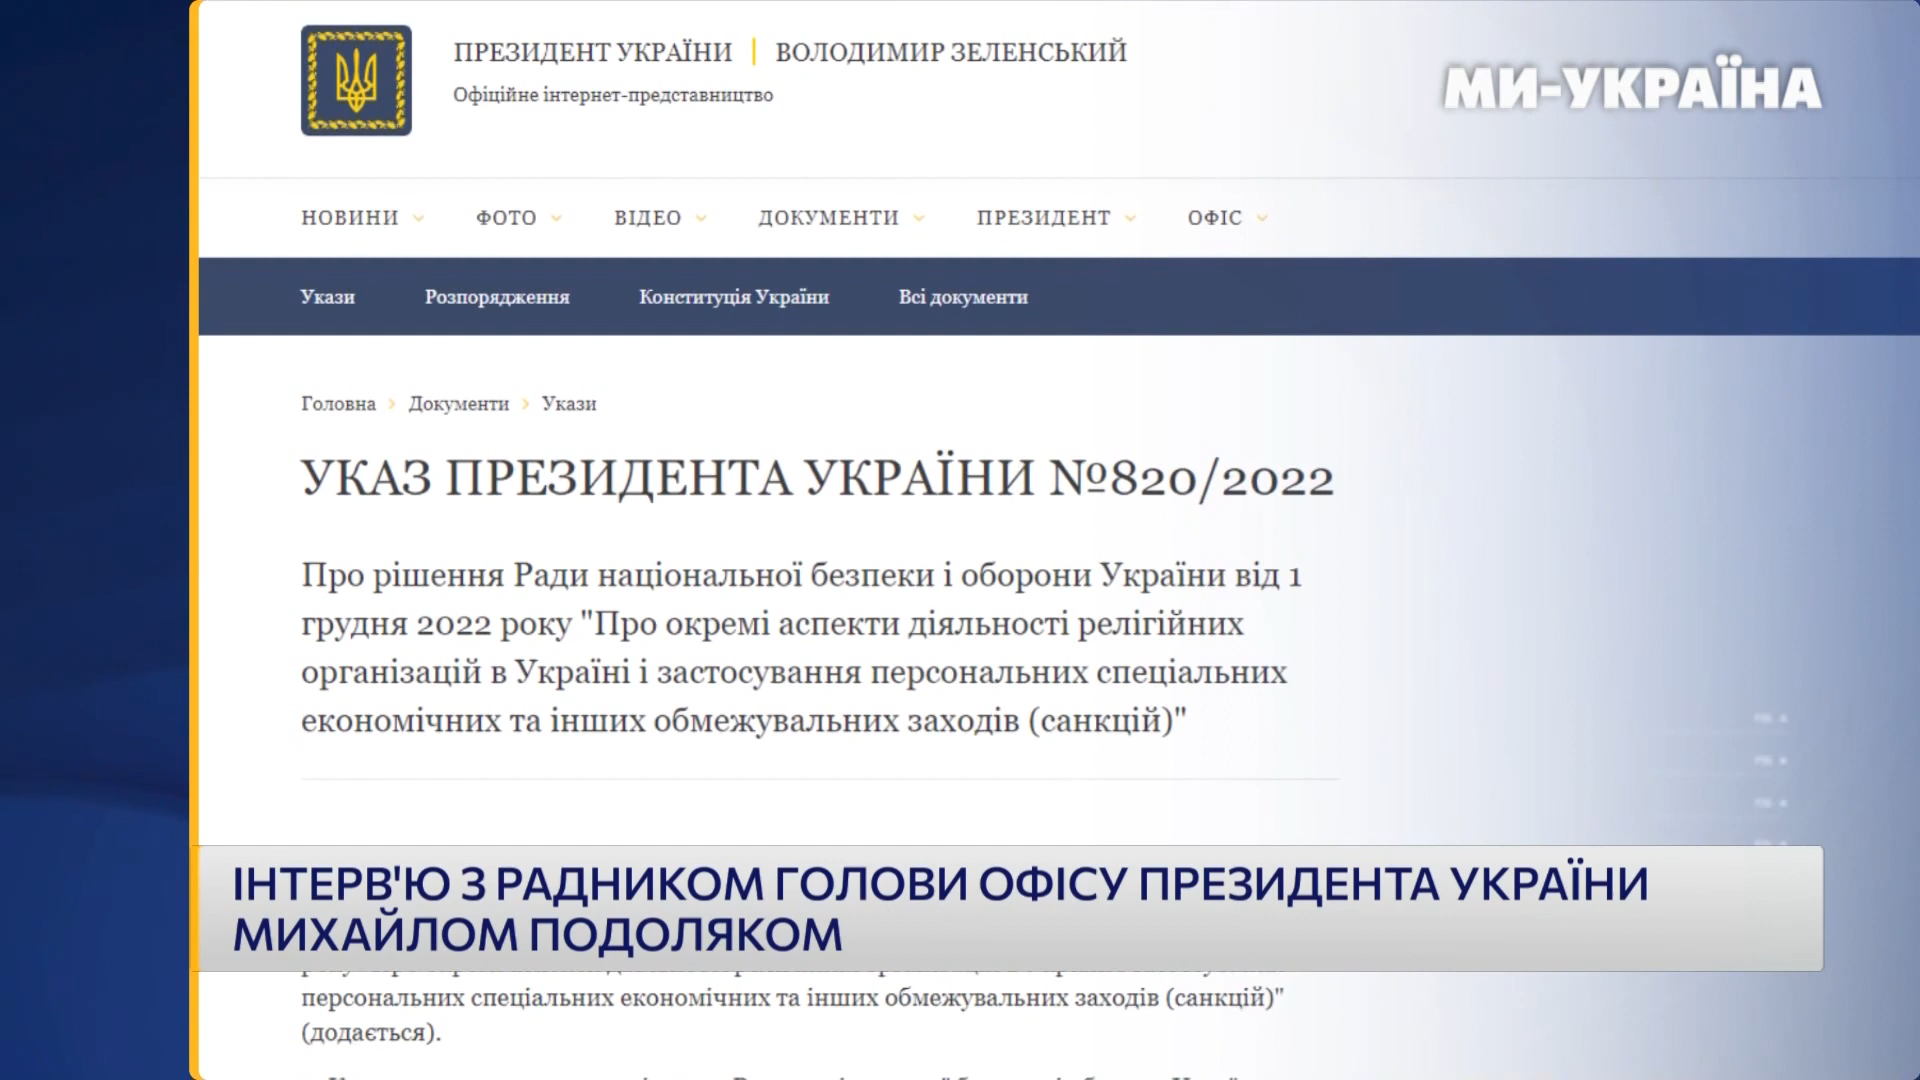 ПРЕЗИДЕНТ УКРАЇНИ | ВОЛОДИМИР ЗЕЛЕНСЬКИЙ
Офіційне інтернет-представництво
МИ-УКРАЇНА
НОВИНИ ФОТО ВІДЕО ДОКУМЕНТИ ПРЕЗИДЕНТ ОФІС
Укази Розпорядження Конституція України Всі документи
Головна > Документи > Укази
УКАЗ ПРЕЗИДЕНТА УКРАЇНИ №820/2022
Про рішення Ради національної безпеки і оборони України від 1
грудня 2022 року "Про окремі аспекти діяльності релігійних
організацій в Україні і застосування персональних спеціальних
економічних та інших обмежувальних заходів (санкцій)"
ІНТЕРВ'Ю З РАДНИКОМ ГОЛОВИ ОФІСУ ПРЕЗИДЕНТА УКРАЇНИ
МИХАЙЛОМ ПОДОЛЯКОМ
персональних спеціальних економічних та інших обмежувальних заходів (санкцій)"
(додається).